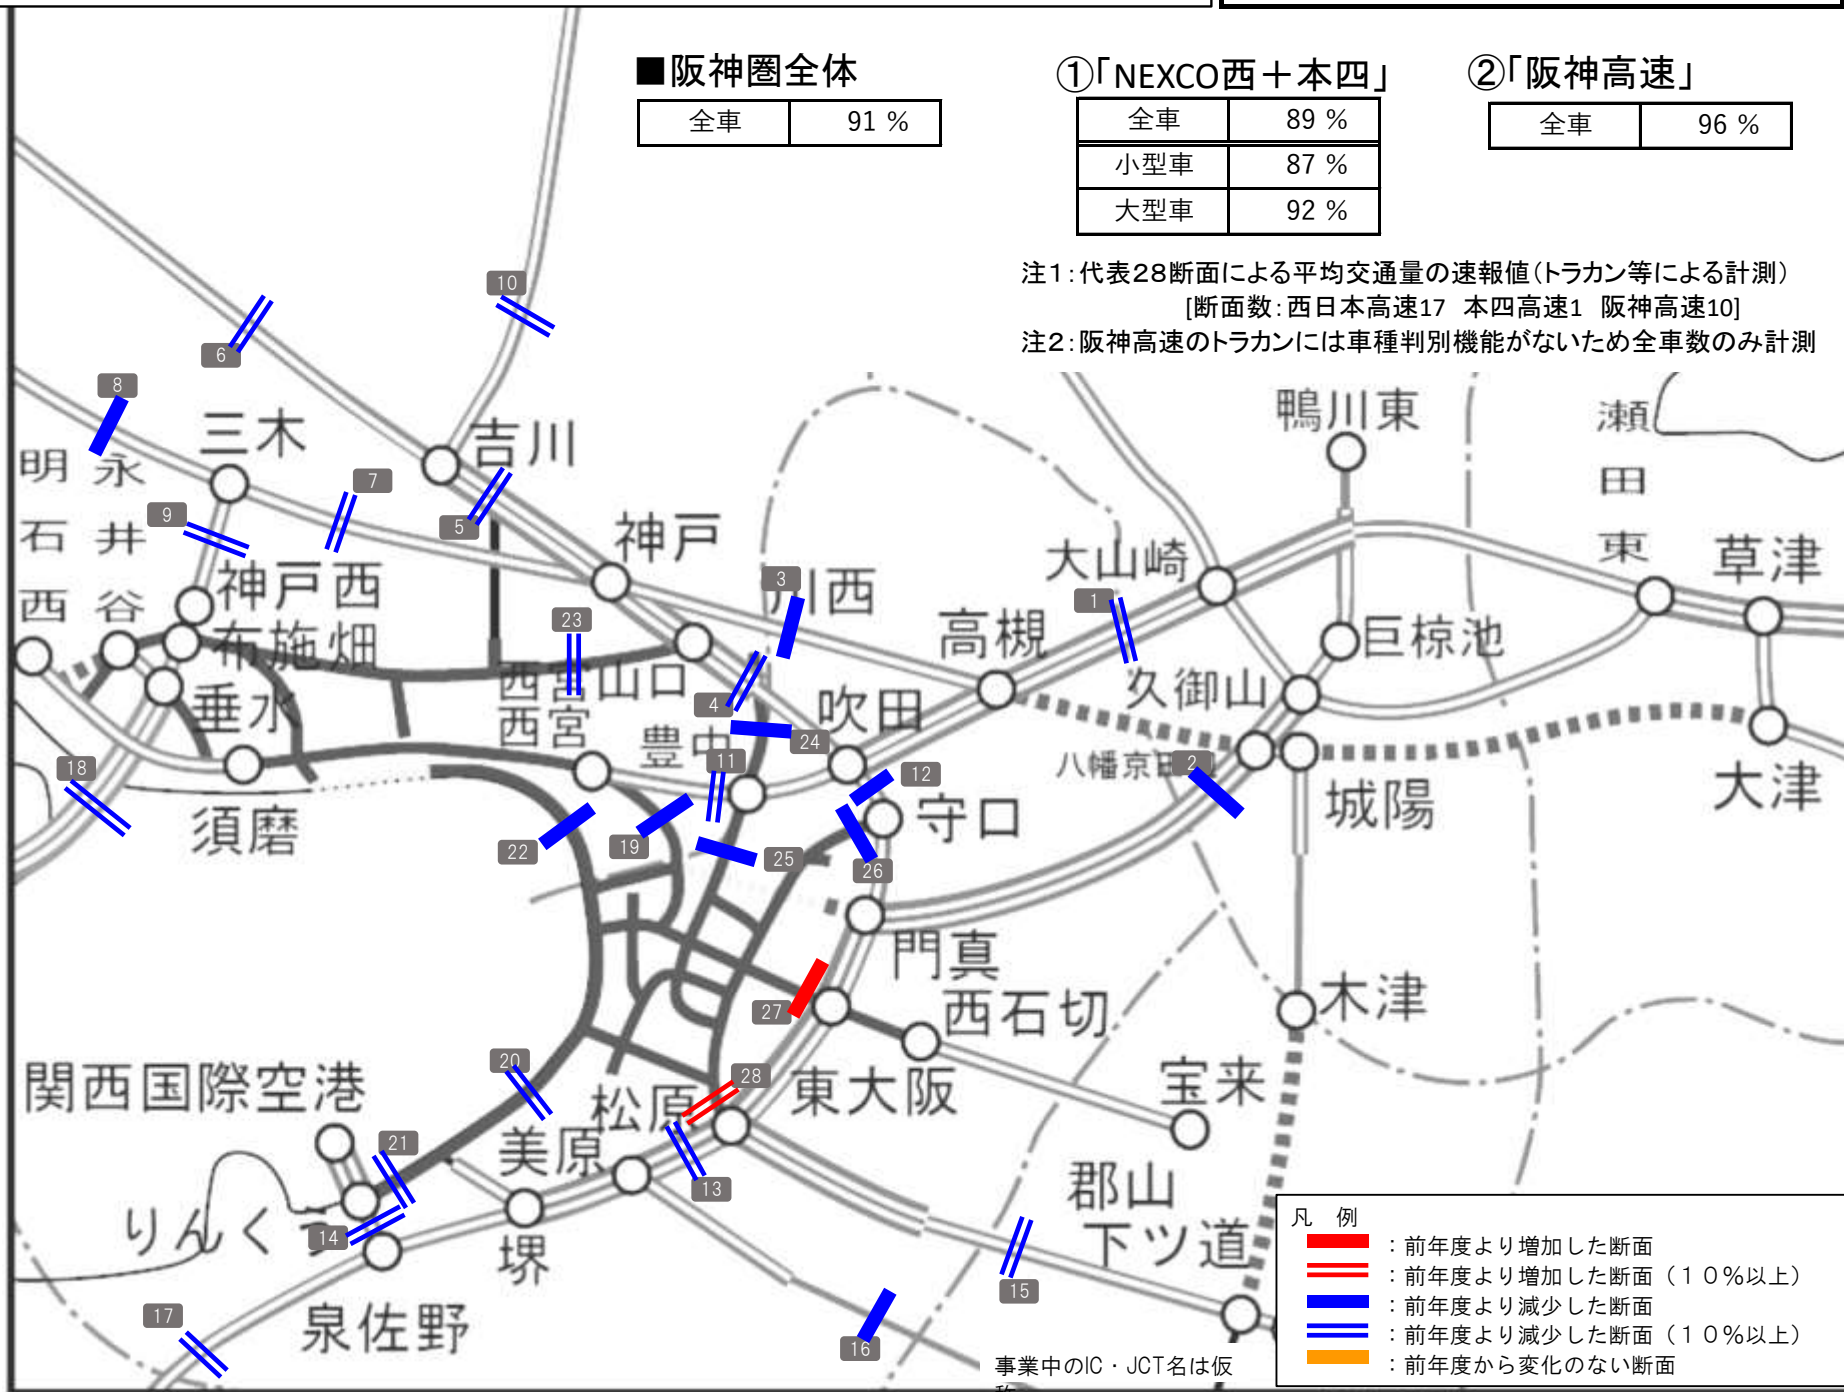 ■阪神圏全体
全車 91 %
①「NEXCO西＋本四」
全車 89 %
小型車 87 %
大型車 92 %
②「阪神高速」
全車 96 %
注1：代表28断面による平均交通量の速報値（トラカン等による計測）
[断面数：西日本高速17 本四高速1 阪神高速10]
注2：阪神高速のトラカンには車種判別機能がないため全車数のみ計測
10
6
8
三木
吉川
鴨川東
瀬田東
明石西
永井谷
7
9
5
神戸
神戸西
布施畑
3
川西
大山崎
1
草津
23
高槻
巨椋池
西宮山口
久御山
垂水
西宮
4
吹田
豊中
24
11
12
2
18
須磨
守口
城陽
大津
22
19
25
26
門真
27
西石切
木津
関西国際空港
20
28
松原
東大阪
宝来
21
美原
13
郡山下ツ道
14
堺
15
17
泉佐野
16
事業中のIC・JCT名は仮
凡 例
：前年度より増加した断面
：前年度より増加した断面（１０％以上）
：前年度より減少した断面
：前年度より減少した断面（１０％以上）
：前年度から変化のない断面